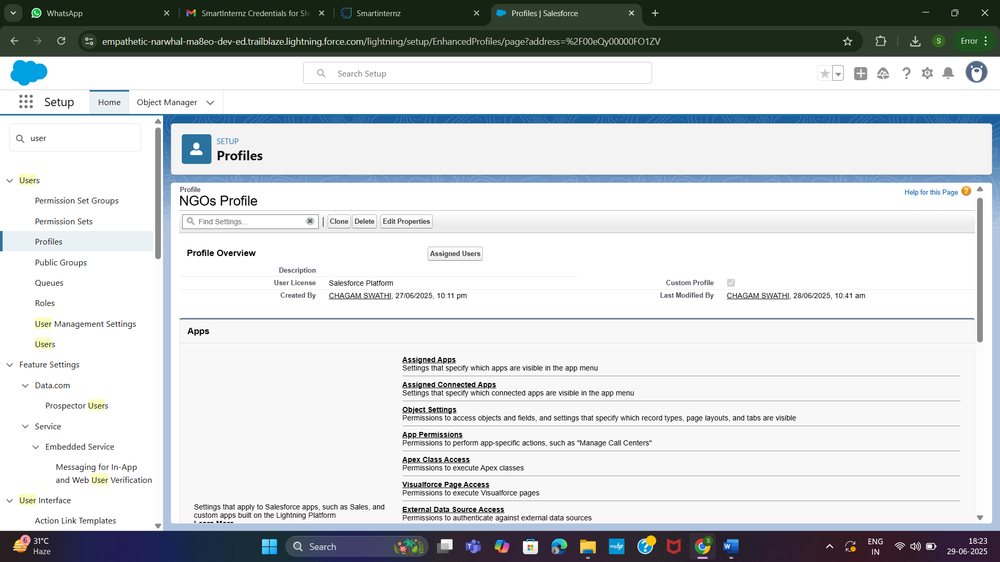 WhatsApp
SmartInternz Credentials for Sh
Smartinternz
Profiles | Salesforce
empathetic-narwhal-ma8eo-dev-ed.trailblaze.lightning.force.com/lightning/setup/EnhancedProfiles/page?address=%2F00eQy00000FO1ZV
S
Error
Search Setup
Setup
Home
Object Manager
user
Users
Permission Set Groups
Permission Sets
Profiles
Public Groups
Queues
Roles
User Management Settings
Users
Feature Settings
Data.com
Prospector Users
Service
Embedded Service
Messaging for In-App
and Web User Verification
User Interface
Action Link Templates
SETUP
Profiles
Profile
NGOs Profile
Help for this Page
Find Settings...
Clone
Delete
Edit Properties
Profile Overview
Assigned Users
Description
User License Salesforce Platform
Custom Profile
Created By CHAGAM SWATHI, 27/06/2025, 10:11 pm
Last Modified By CHAGAM SWATHI, 28/06/2025, 10:41 am
Apps
Settings that apply to Salesforce apps, such as Sales, and
custom apps built on the Lightning Platform
Learn More
Assigned Apps
Settings that specify which apps are visible in the app menu
Assigned Connected Apps
Settings that specify which connected apps are visible in the app menu
Object Settings
Permissions to access objects and fields, and settings that specify which record types, page layouts, and tabs are visible
App Permissions
Permissions to perform app-specific actions, such as "Manage Call Centers"
Apex Class Access
Permissions to execute Apex classes
Visualforce Page Access
Permissions to execute Visualforce pages
External Data Source Access
Permissions to authenticate against external data sources
6
31°C
Haze
Search
myhp
S
ENG
IN
18:23
29-06-2025